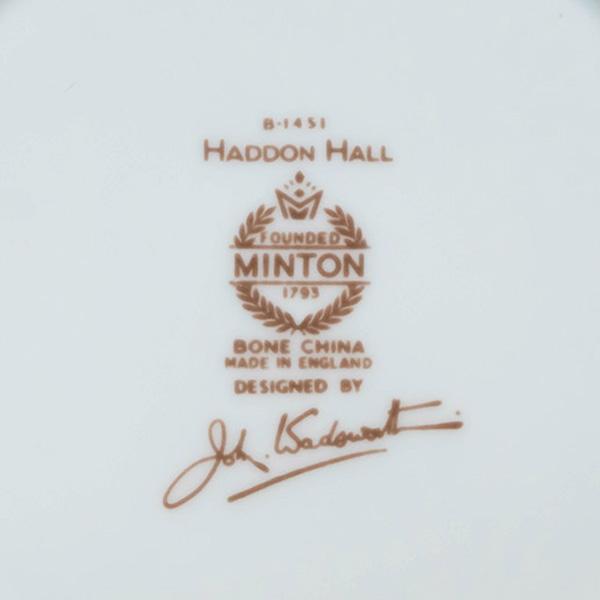 B-1451
HADDON HALL
FOUNDED
MINTON
1793
BONE CHINA
MADE IN ENGLAND
DESIGNED BY
John Wadsworth